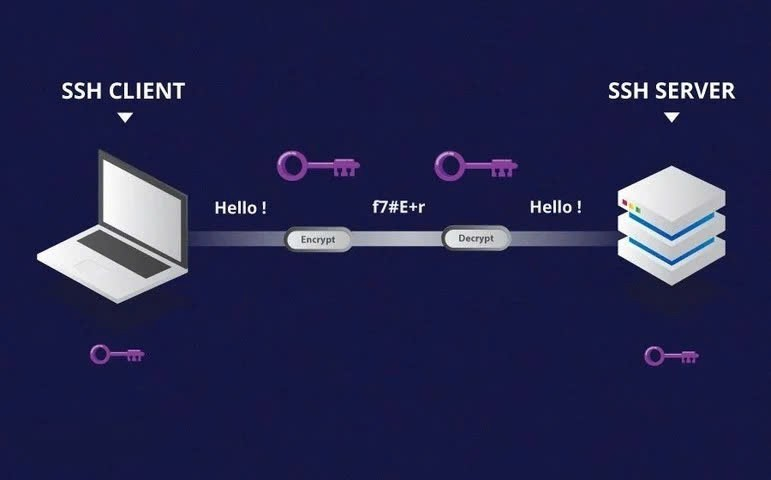 SSH CLIENT
SSH SERVER
Hello !
f7#E+r
Hello !
Encrypt
Decrypt